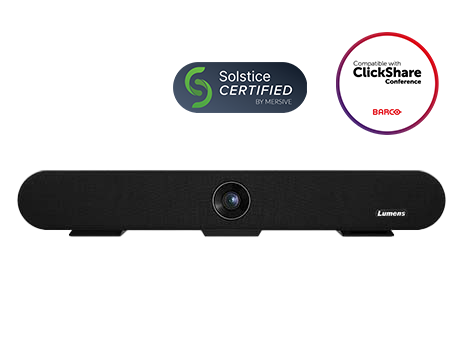 Solstice
CERTIFIED
BY MERSIVE
Compatible with
ClickShare
Conference
BARCO
Lumens